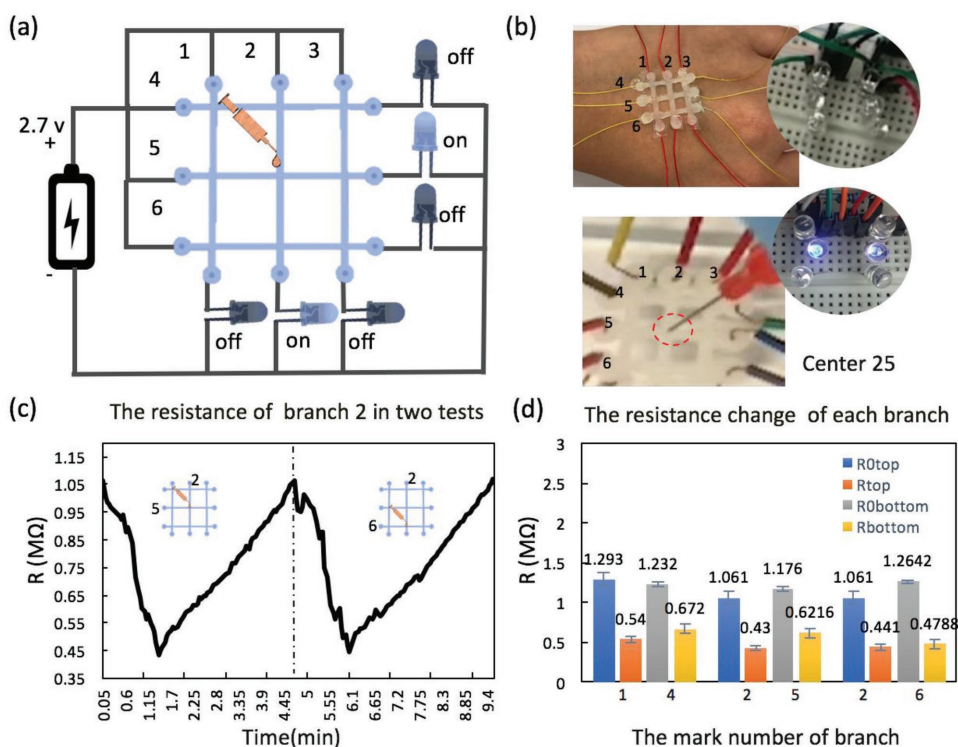 (a)
1
2
3
4
5
6
2.7 v
+
-
off
on
off
off
on
off
(b)
1 2 3
4
5
6
1
2
3
4
5
6
Center 25
(c)
The resistance of branch 2 in two tests
R (MΩ)
1.15
1.05
0.95
0.85
0.75
0.65
0.55
0.45
0.35
2
5
2
6
0.05 0.6 1.15 1.7 2.25 2.8 3.35 3.9 4.45 5 5.55 6.1 6.65 7.2 7.75 8.3 8.85 9.4
Time(min)
(d)
The resistance change of each branch
R (MΩ)
3
2.5
2
1.5
1
0.5
0
R0top
Rtop
R0bottom
Rbottom
1.293
0.54
1.232
0.672
1.061
0.43
1.176
0.6216
1.061
0.441
1.2642
0.4788
1 4 2 5 2 6
The mark number of branch